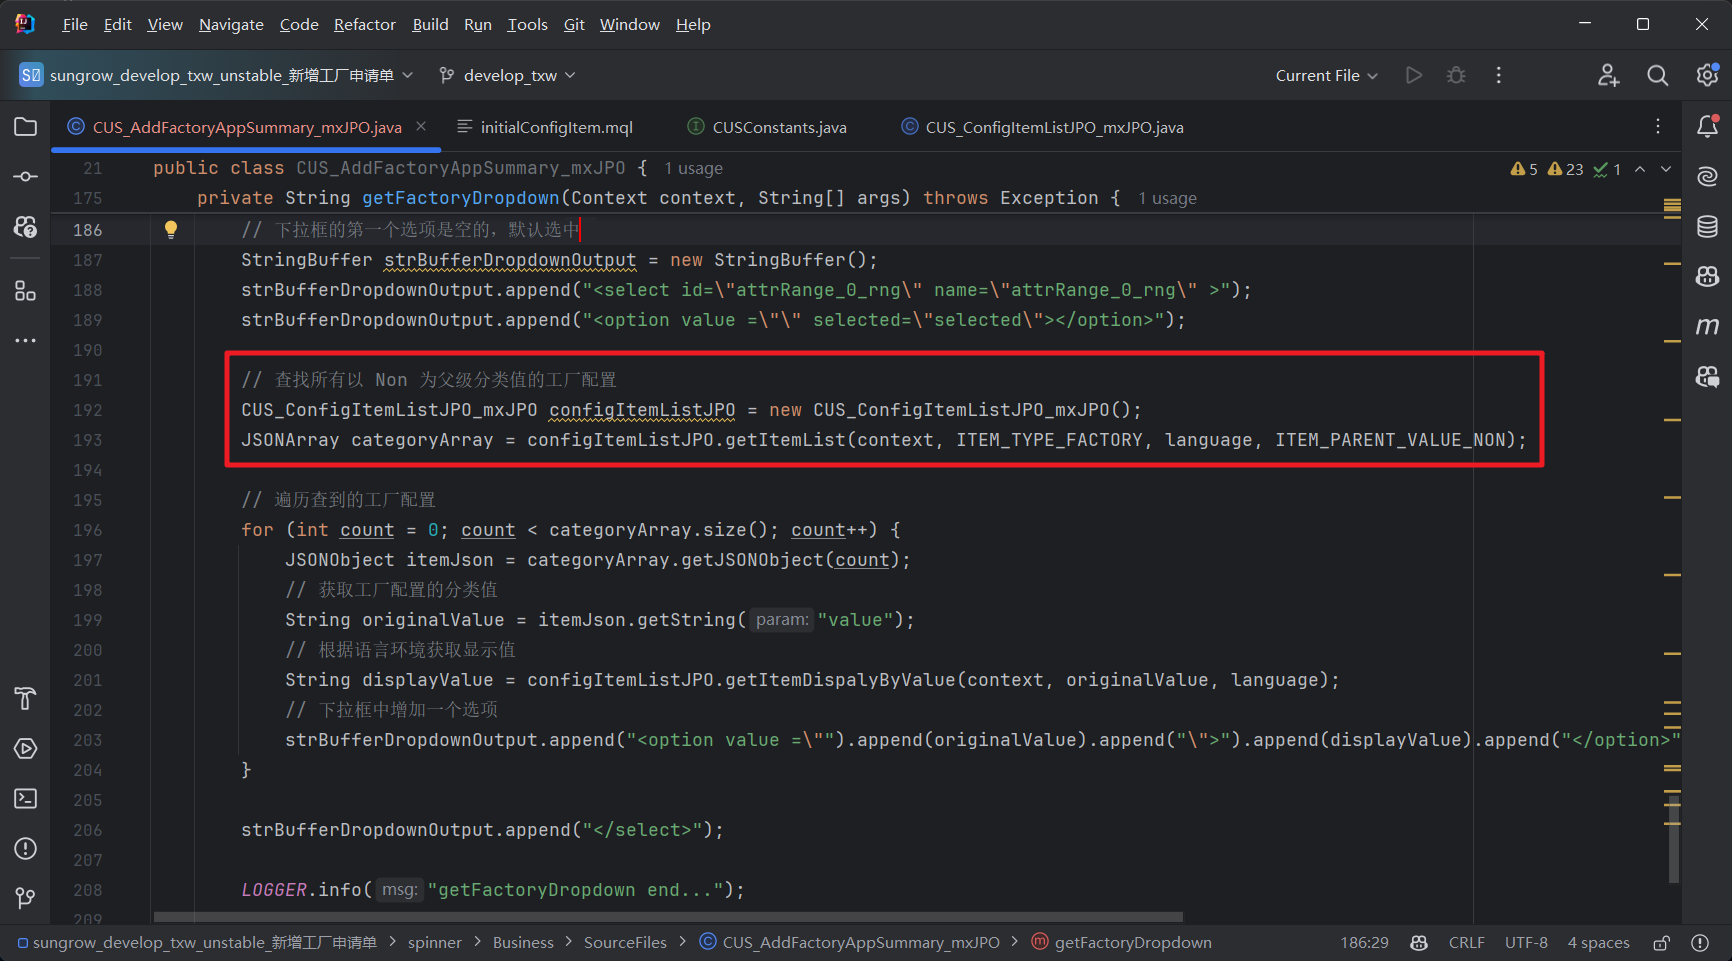 File Edit View Navigate Code Refactor Build Run Tools Git Window Help
sungrow_develop_txw_unstable_新增工厂申请单 develop_txw Current File
CUS_AddFactoryAppSummary_mxJPO.java initialConfigItem.mql CUSConstants.java CUS_ConfigItemListJPO_mxJPO.java
21 public class CUS_AddFactoryAppSummary_mxJPO { 1 usage 5 23 1
175 private String getFactoryDropdown(Context context, String[] args) throws Exception { 1 usage
186 // 下拉框的第一个选项是空的，默认选中
187 StringBuffer strBufferDropdownOutput = new StringBuffer();
188 strBufferDropdownOutput.append("<select id=\"attrRange_0_rng\" name=\"attrRange_0_rng\" >");
189 strBufferDropdownOutput.append("<option value =\"\" selected=\"selected\"></option>");
190
191 // 查找所有以 Non 为父级分类值的工厂配置
192 CUS_ConfigItemListJPO_mxJPO configItemListJPO = new CUS_ConfigItemListJPO_mxJPO();
193 JSONArray categoryArray = configItemListJPO.getItemList(context, ITEM_TYPE_FACTORY, language, ITEM_PARENT_VALUE_NON);
194
195 // 遍历查到的工厂配置
196 for (int count = 0; count < categoryArray.size(); count++) {
197 JSONObject itemJson = categoryArray.getJSONObject(count);
198 // 获取工厂配置的分类值
199 String originalValue = itemJson.getString( param: "value");
200 // 根据语言环境获取显示值
201 String displayValue = configItemListJPO.getItemDispalyByValue(context, originalValue, language);
202 // 下拉框中增加一个选项
203 strBufferDropdownOutput.append("<option value =\"").append(originalValue).append("\">").append(displayValue).append("</option>"
204 }
205
206 strBufferDropdownOutput.append("</select>");
207
208 LOGGER.info( msg: "getFactoryDropdown end...");
209
sungrow_develop_txw_unstable_新增工厂申请单 > spinner > Business > SourceFiles > CUS_AddFactoryAppSummary_mxJPO > getFactoryDropdown 186:29 CRLF UTF-8 4 spaces